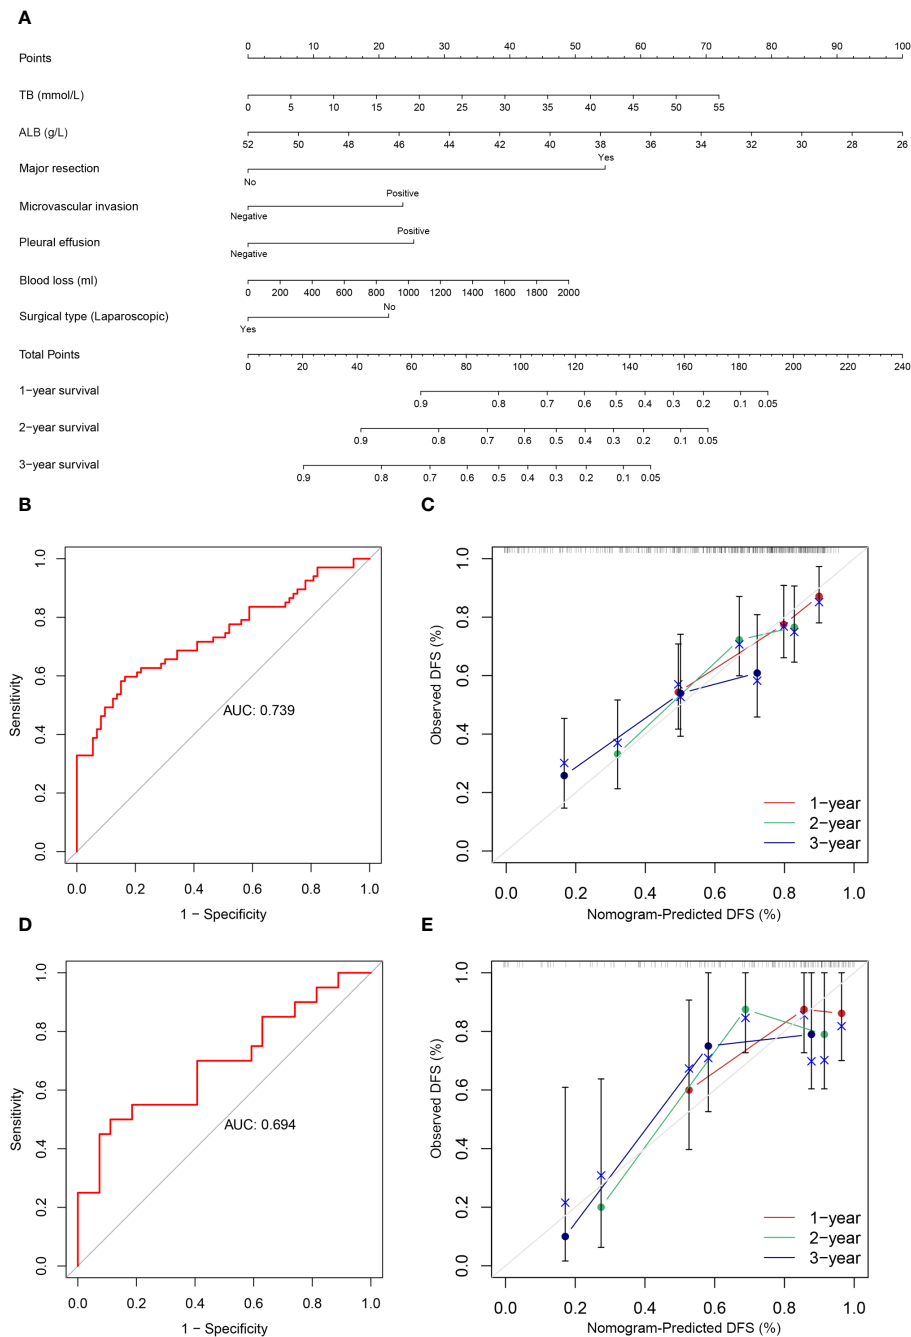 A
Points
0 10 20 30 40 50 60 70 80 90 100
TB (mmol/L)
0 5 10 15 20 25 30 35 40 45 50 55
ALB (g/L)
52 50 48 46 44 42 40 38 36 34 32 30 28 26
Major resection
Yes
No
Microvascular invasion
Positive
Negative
Pleural effusion
Positive
Negative
Blood loss (ml)
0 200 400 600 800 1000 1200 1400 1600 1800 2000
Surgical type (Laparoscopic)
No
Yes
Total Points
0 20 40 60 80 100 120 140 160 180 200 220 240
1−year survival
0.9 0.8 0.7 0.6 0.5 0.4 0.3 0.2 0.1 0.05
2−year survival
0.9 0.8 0.7 0.6 0.5 0.4 0.3 0.2 0.1 0.05
3−year survival
0.9 0.8 0.7 0.6 0.5 0.4 0.3 0.2 0.1 0.05
B
Sensitivity
1.0
0.8
0.6
0.4
0.2
0.0
AUC: 0.739
0.0 0.2 0.4 0.6 0.8 1.0
1 − Specificity
C
Observed DFS (%)
1.0
0.8
0.6
0.4
0.2
0.0
1−year
2−year
3−year
0.0 0.2 0.4 0.6 0.8 1.0
Nomogram-Predicted DFS (%)
D
Sensitivity
1.0
0.8
0.6
0.4
0.2
0.0
AUC: 0.694
0.0 0.2 0.4 0.6 0.8 1.0
1 − Specificity
E
Observed DFS (%)
1.0
0.8
0.6
0.4
0.2
0.0
1−year
2−year
3−year
0.0 0.2 0.4 0.6 0.8 1.0
Nomogram-Predicted DFS (%)